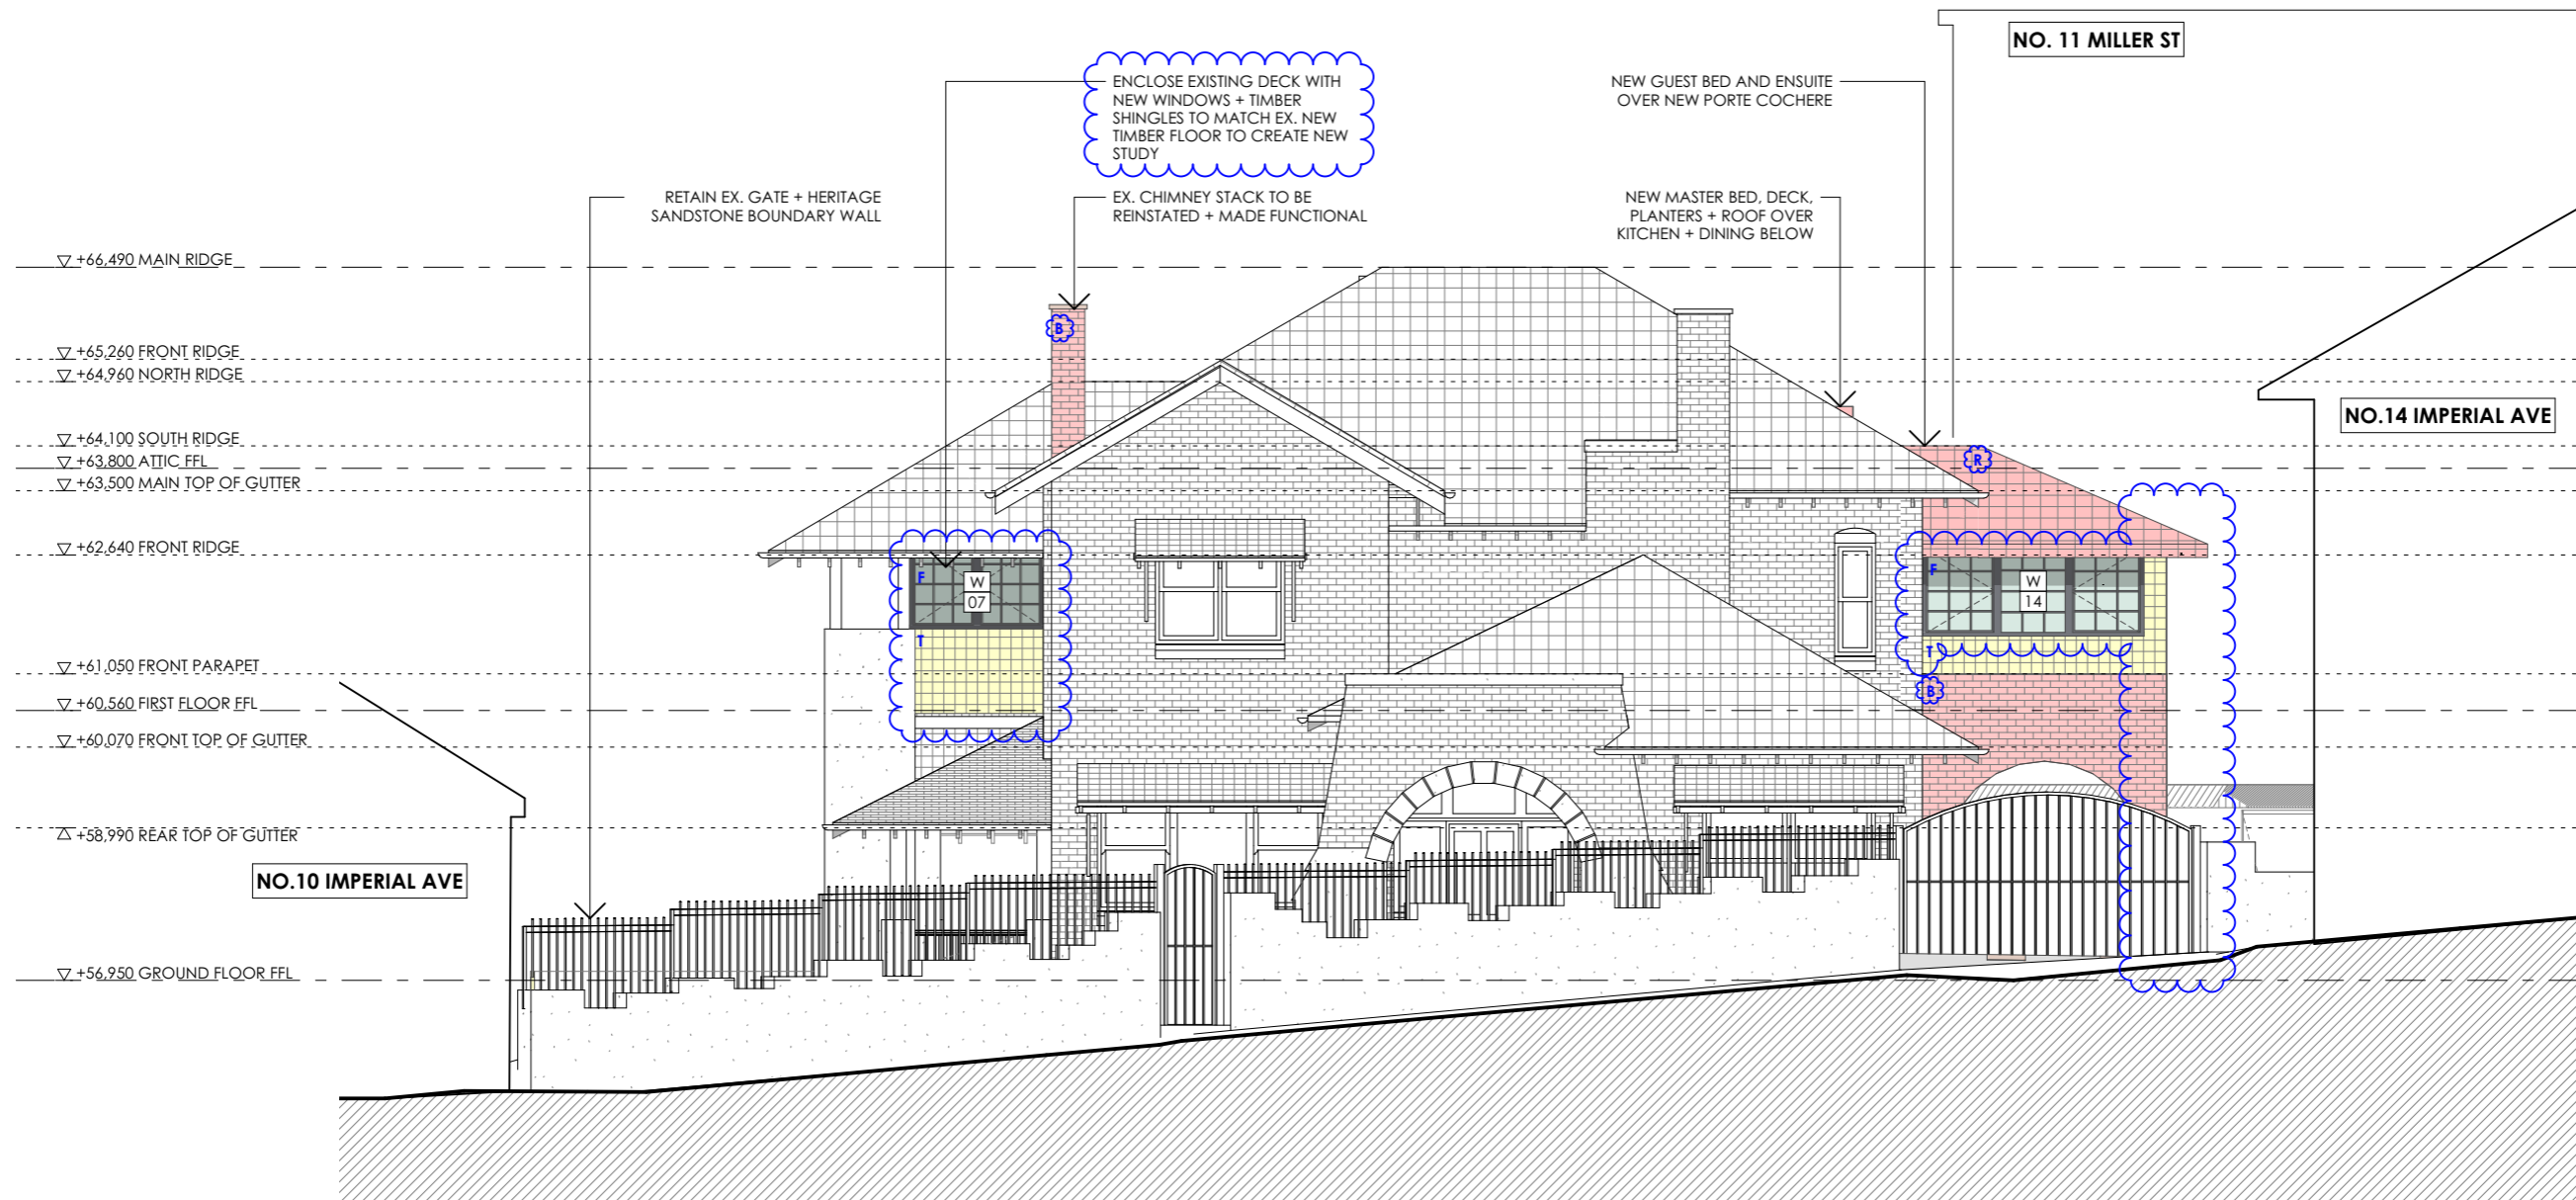 NO. 11 MILLER ST
ENCLOSE EXISTING DECK WITH
NEW WINDOWS + TIMBER
SHINGLES TO MATCH EX. NEW
TIMBER FLOOR TO CREATE NEW
STUDY
NEW GUEST BED AND ENSUITE
OVER NEW PORTE COCHERE
RETAIN EX. GATE + HERITAGE
SANDSTONE BOUNDARY WALL
EX. CHIMNEY STACK TO BE
REINSTATED + MADE FUNCTIONAL
NEW MASTER BED, DECK,
PLANTERS + ROOF OVER
KITCHEN + DINING BELOW
+66,490 MAIN RIDGE
B
+65,260 FRONT RIDGE
+64,960 NORTH RIDGE
NO.14 IMPERIAL AVE
+64,100 SOUTH RIDGE
+63,800 ATTIC FFL
R
+63,500 MAIN TOP OF GUTTER
+62,640 FRONT RIDGE
F
W
07
F
W
14
T
T
+61,050 FRONT PARAPET
B
+60,560 FIRST FLOOR FFL
+60,070 FRONT TOP OF GUTTER
+58,990 REAR TOP OF GUTTER
NO.10 IMPERIAL AVE
+56,950 GROUND FLOOR FFL